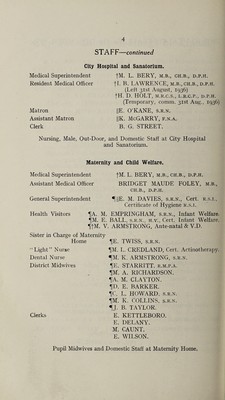 4
STAFF—continued
City Hospital and Sanatorium.
Medical Superintendent †M. L. BERY, M.B., CH.B., D.P.H.
Resident Medical Officer †I. B. LAWRENCE, M.B., CH.B., D.P.H.
(Left 31st August, 1936)
†H. D. HOLT, M.R.C.S., L.R.C.P., D.P.H.
(Temporary, comm. 31st Aug., 1936)
Matron ‖E. O'KANE, S.R.N.
Assistant Matron ‖K. McGARRY, F.N.A.
Clerk B. G. STREET.
Nursing, Male, Out-Door, and Domestic Staff at City Hospital
and Sanatorium.
Maternity and Child Welfare.
Medical Superintendent †M. L. BERY, M.B., CH.B., D.P.H.
Assistant Medical Officer BRIDGET MAUDE FOLEY, M.B.,
CH.B., D.P.H.
General Superintendent E. M. DAVIES, S.R.N., Cert. R.S.I.,
Certificate of Hygiene R.S.I.
Health Visitors A. M. EMPRINGHAM, S.R.N., Infant Welfare.
M. E. BALL, S.R.N., H.V., Cert. Infant Welfare
M. V. ARMSTRONG, Ante-natal & V.D.
Sister in Charge of Maternity
Home ¶E. TWISS, S.R.N.
"Light" Nurse ¶M. I. CREDLAND, Cert. Actinotherapy.
Dental Nurse ¶M. K. ARMSTRONG, S.R.N.
District Midwives ¶E. STARRITT, R.M.P.A.
¶M. A. RICHARDSON.
¶A. M. CLAYTON.
¶D. E. BARKER.
¶C. L. HOWARD, S.R.N.
¶M. K. COLLINS, S.R.N.
¶J. B. TAYLOR.
Clerks E. KETTLEBORO.
E. DELANY.
M. CAUNT.
E. WILSON.
Pupil Midwives and Domestic Staff at Maternity Home.